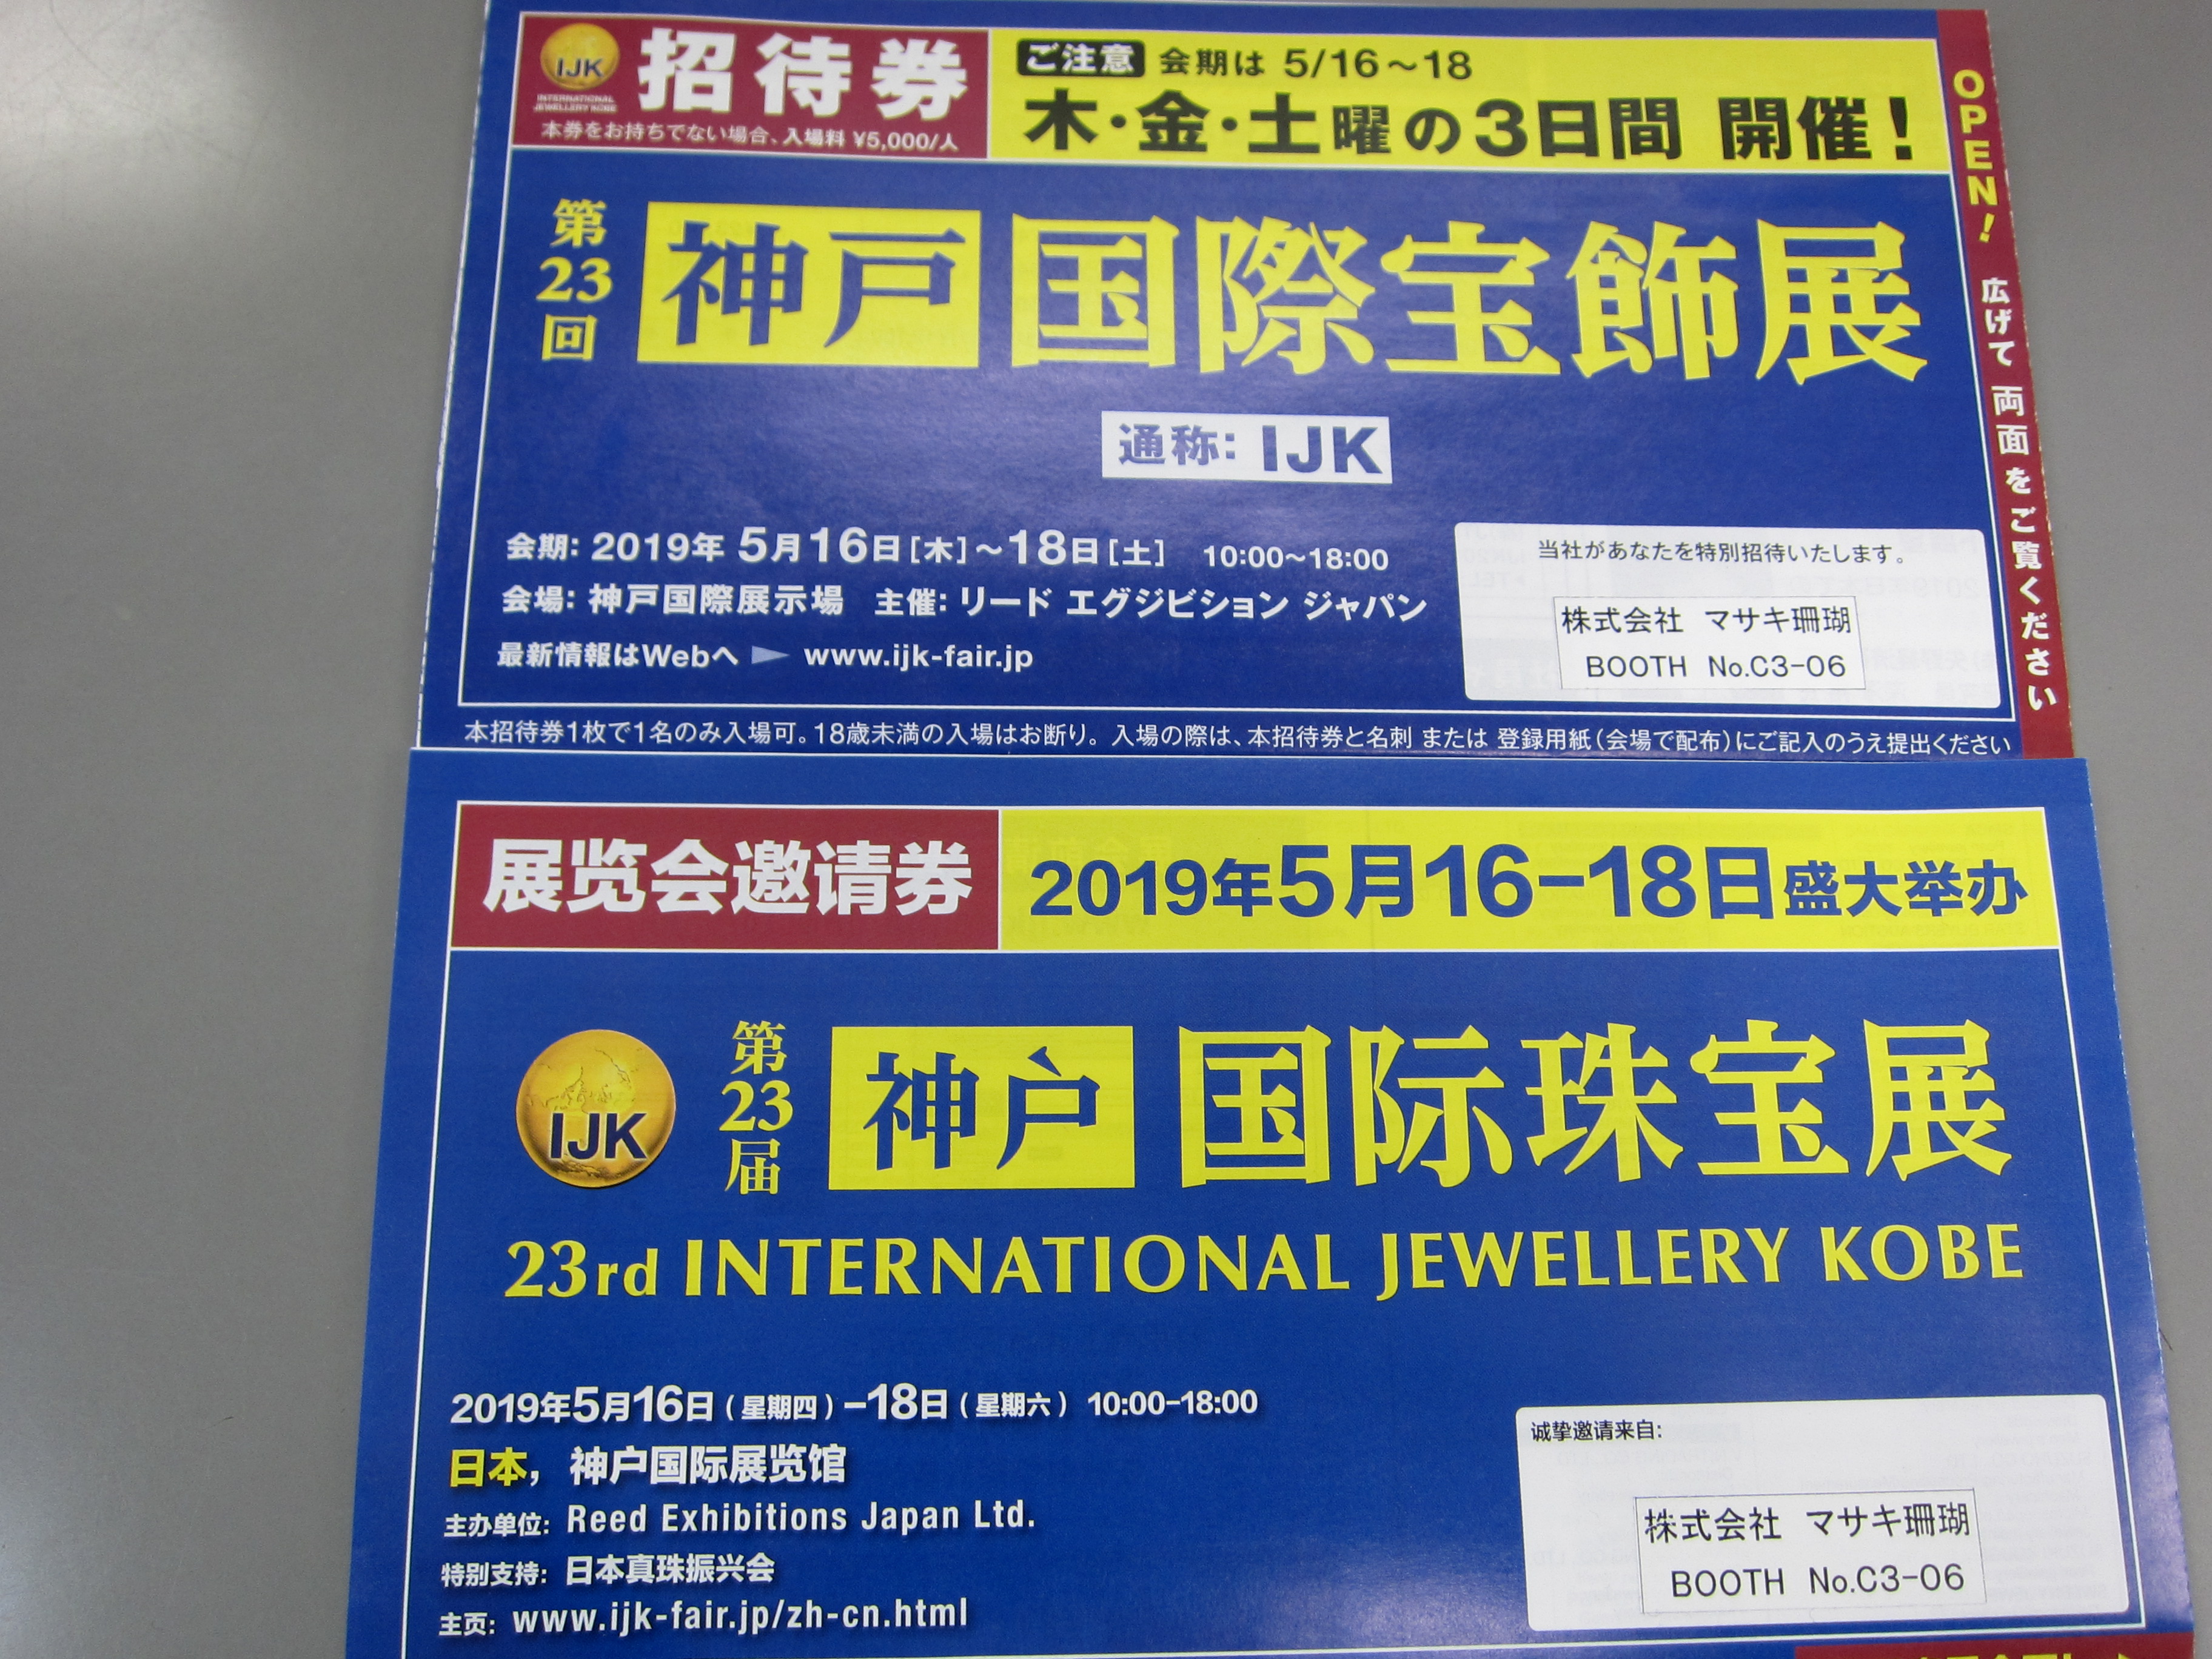 IJK
INTERNATIONAL
JEWELLERY KOBE
招待券
本券をお持ちでない場合、入場料 ¥5,000/人
ご注意 会期は 5/16～18
木・金・土曜の3日間 開催！
OPEN！ 広げて 両面をご覧ください
第23回
神戸国際宝飾展
通称：IJK
会期：2019年 5月16日［木］～18日［土］ 10:00～18:00
会場：神戸国際展示場 主催：リード エグジビション ジャパン
最新情報はWebへ ▶ www.ijk-fair.jp
当社があなたを特別招待いたします。
株式会社 マサキ珊瑚
BOOTH No.C3-06
本招待券1枚で1名のみ入場可。18歳未満の入場はお断り。入場の際は、本招待券と名刺 または 登録用紙（会場で配布）にご記入のうえ提出ください
展览会邀请券
2019年5月16-18日盛大举办
IJK
第23届
神户国际珠宝展
23rd INTERNATIONAL JEWELLERY KOBE
2019年5月16日（星期四）-18日（星期六） 10:00-18:00
日本，神户国际展览馆
主办单位：Reed Exhibitions Japan Ltd.
特别支持：日本真珠振兴会
主页：www.ijk-fair.jp/zh-cn.html
诚挚邀请来自：
株式会社 マサキ珊瑚
BOOTH No.C3-06